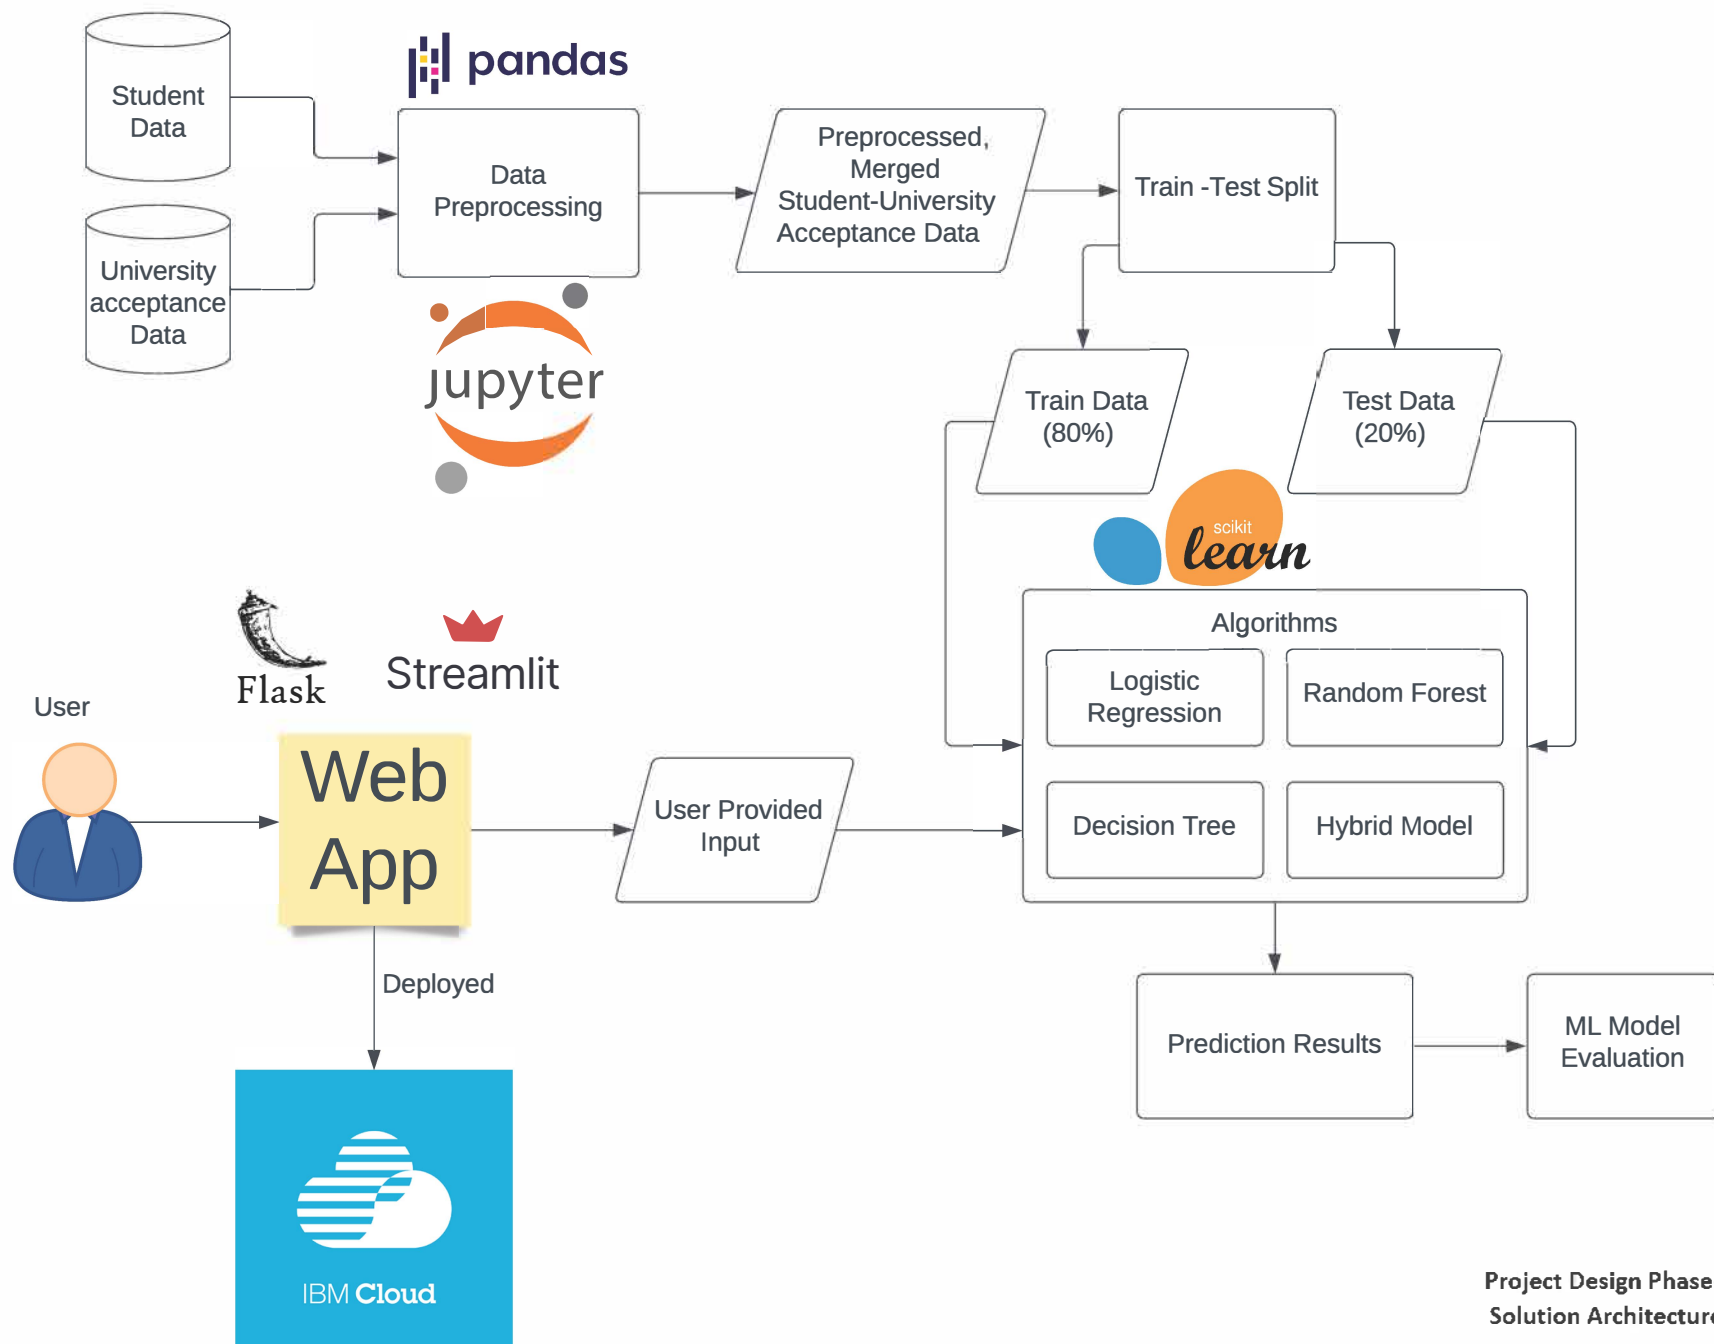 Student
Data
pandas
Data
Preprocessing
Preprocessed,
Merged
Student-University
Acceptance Data
Train -Test Split
University
acceptance
Data
jupyter
Train Data
(80%)
Test Data
(20%)
scikit
learn
Flask
Streamlit
User
Web
App
User Provided
Input
Algorithms
Logistic
Regression
Random Forest
Decision Tree
Hybrid Model
Deployed
Prediction Results
ML Model
Evaluation
IBM Cloud
Project Design Phase
Solution Architecture